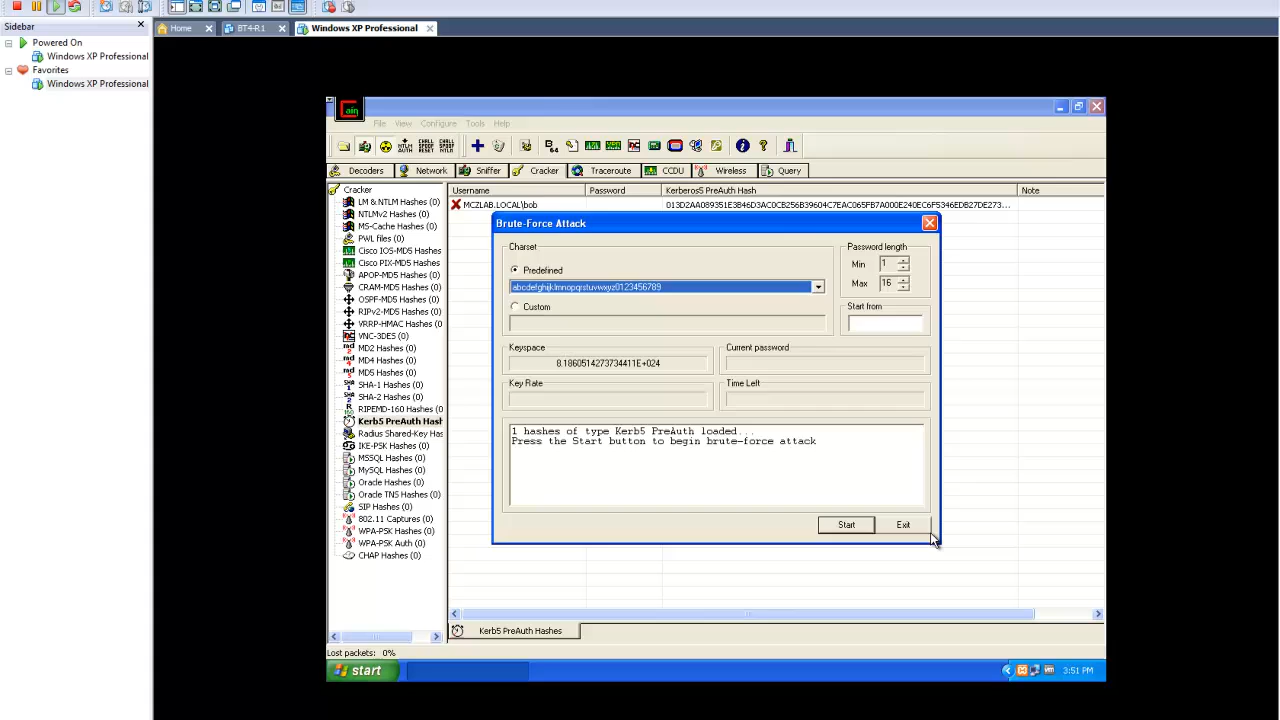 Sidebar
Home
BT4-R1
Windows XP Professional
Powered On
Windows XP Professional
Favorites
Windows XP Professional
Cain
File View Configure Tools Help
Decoders Network Sniffer Cracker Traceroute CCDU Wireless Query
Cracker
LM & NTLM Hashes (0)
NTLMv2 Hashes (0)
MS-Cache Hashes (0)
PWL files (0)
Cisco IOS-MD5 Hashes
Cisco PIX-MD5 Hashes
APOP-MD5 Hashes (0)
CRAM-MD5 Hashes (0)
OSPF-MD5 Hashes (0)
RIPv2-MD5 Hashes (0)
VRRP-HMAC Hashes (0)
VNC-3DES (0)
MD2 Hashes (0)
MD4 Hashes (0)
MD5 Hashes (0)
SHA-1 Hashes (0)
SHA-2 Hashes (0)
RIPEMD-160 Hashes (0)
Kerb5 PreAuth Hash
Radius Shared-Key Has
IKE-PSK Hashes (0)
MSSQL Hashes (0)
MySQL Hashes (0)
Oracle Hashes (0)
Oracle TNS Hashes (0)
SIP Hashes (0)
802.11 Captures (0)
WPA-PSK Hashes (0)
WPA-PSK Auth (0)
CHAP Hashes (0)
Username Password Kerberos5 PreAuth Hash Note
MCZLAB.LOCAL\bob 013D2AA089351E3B46D3AC0CB256B39604C7EAC065FB7A000E240EC6F5346EDB27DE273...
Brute-Force Attack
Charset
Predefined
abcdefghijklmnopqrstuvwxyz0123456789
Custom
Password length
Min 1
Max 16
Start from
Keyspace
8.1860514273734411E+024
Current password
Key Rate
Time Left
1 hashes of type Kerb5 PreAuth loaded...
Press the Start button to begin brute-force attack
Start Exit
Kerb5 PreAuth Hashes
Lost packets: 0%
start
3:51 PM